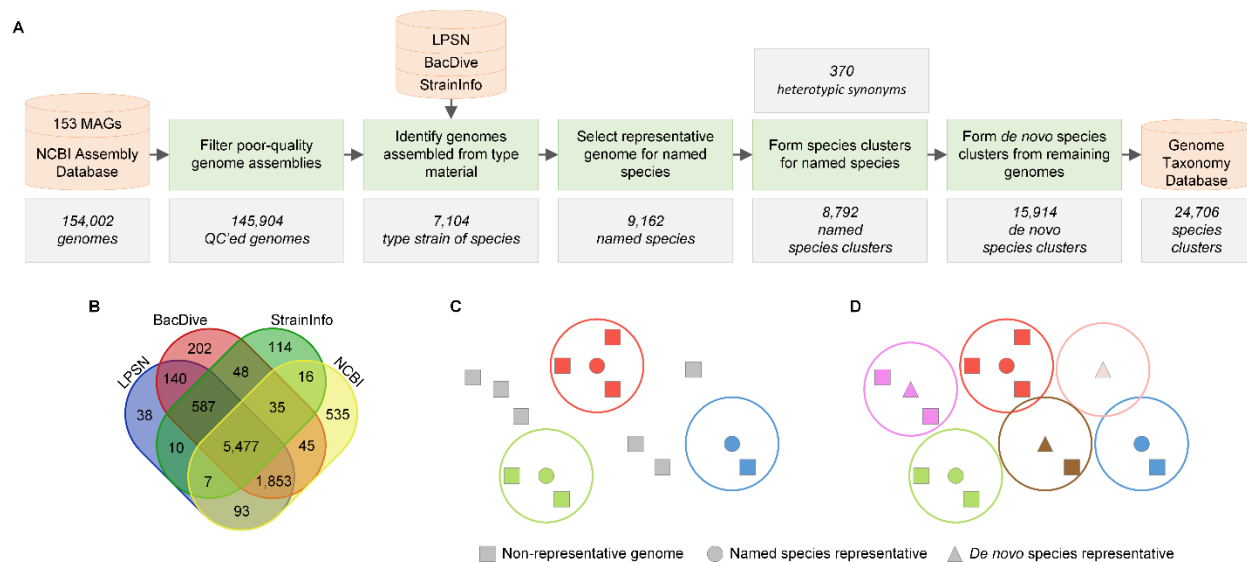 A
LPSN
BacDive
StrainInfo
370
heterotypic synonyms
153 MAGs
NCBI Assembly
Database
Filter poor-quality
genome assemblies
Identify genomes
assembled from type
material
Select representative
genome for named
species
Form species clusters
for named species
Form de novo species
clusters from remaining
genomes
Genome
Taxonomy
Database
154,002
genomes
145,904
QC'ed genomes
7,104
type strain of species
9,162
named species
8,792
named
species clusters
15,914
de novo
species clusters
24,706
species
clusters
B
BacDive
StrainInfo
LPSN
NCBI
202
114
140
48
16
38
587
35
535
10
5,477
45
7
1,853
93
C
D
Non-representative genome
Named species representative
De novo species representative